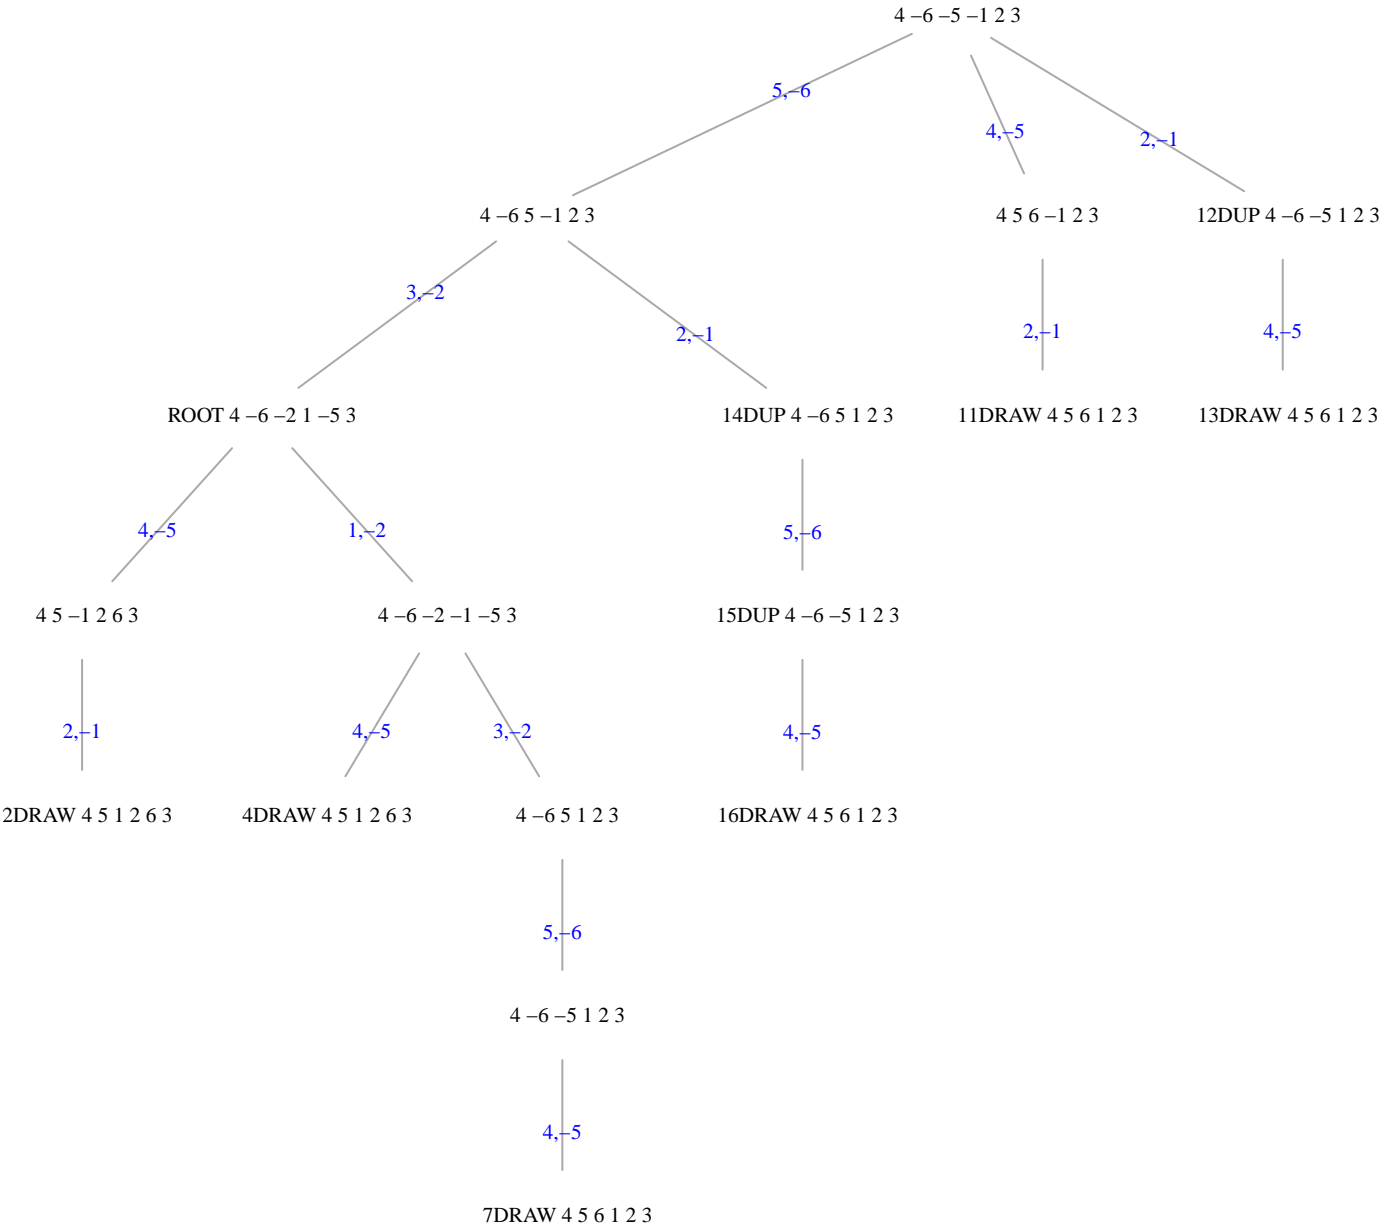 4 –6 –5 –1 2 3
5,–6
4,–5
2,–1
4 –6 5 –1 2 3
4 5 6 –1 2 3
12DUP 4 –6 –5 1 2 3
3,–2
2,–1
2,–1
4,–5
ROOT 4 –6 –2 1 –5 3
14DUP 4 –6 5 1 2 3
11DRAW 4 5 6 1 2 3
13DRAW 4 5 6 1 2 3
4,–5
1,–2
5,–6
4 5 –1 2 6 3
4 –6 –2 –1 –5 3
15DUP 4 –6 –5 1 2 3
2,–1
4,–5
3,–2
4,–5
2DRAW 4 5 1 2 6 3
4DRAW 4 5 1 2 6 3
4 –6 5 1 2 3
16DRAW 4 5 6 1 2 3
5,–6
4 –6 –5 1 2 3
4,–5
7DRAW 4 5 6 1 2 3